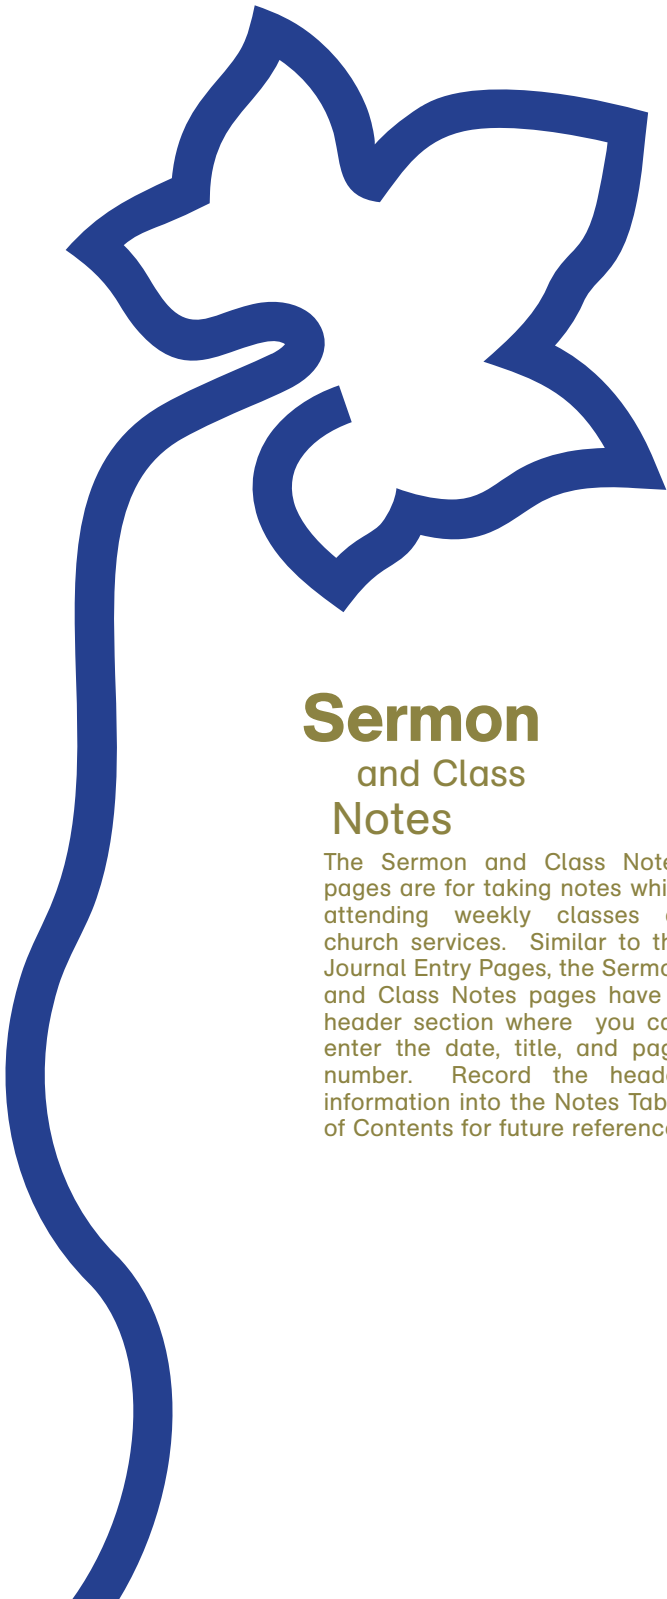 Sermon
and Class
Notes
The Sermon and Class Note
pages are for taking notes whi
attending weekly classes
church services. Similar to th
Journal Entry Pages, the Sermo
and Class Notes pages have
header section where you ca
enter the date, title, and pag
number. Record the heade
information into the Notes Tab
of Contents for future reference